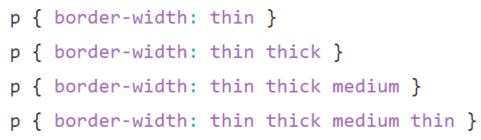 p { border-width: thin }
p { border-width: thin thick }
p { border-width: thin thick medium }
p { border-width: thin thick medium thin }